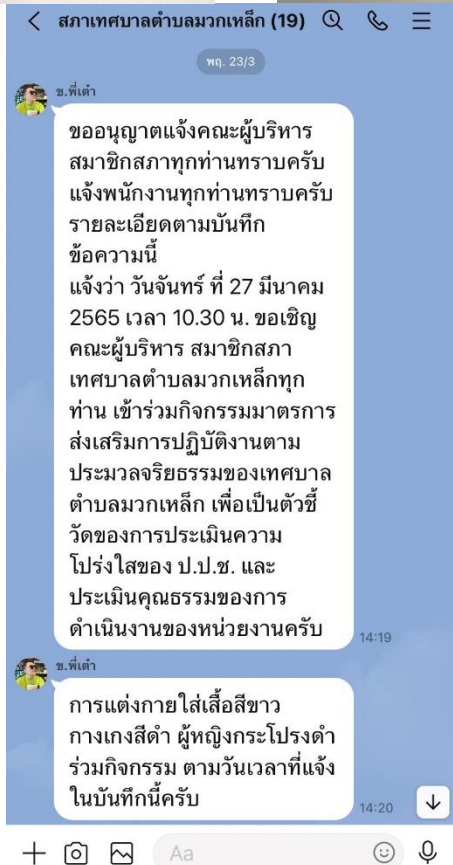 สภาเทศบาลตำบลมวกเหล็ก (19)
พฤ. 23/3
ข.พี่เต๋า
ขออนุญาตแจ้งคณะผู้บริหาร
สมาชิกสภาทุกท่านทราบครับ
แจ้งพนักงานทุกท่านทราบครับ
รายละเอียดตามบันทึก
ข้อความนี้
แจ้งว่า วันจันทร์ ที่ 27 มีนาคม
2565 เวลา 10.30 น. ขอเชิญ
คณะผู้บริหาร สมาชิกสภา
เทศบาลตำบลมวกเหล็กทุก
ท่าน เข้าร่วมกิจกรรมมาตรการ
ส่งเสริมการปฏิบัติงานตาม
ประมวลจริยธรรมของเทศบาล
ตำบลมวกเหล็ก เพื่อเป็นตัวชี้
วัดของการประเมินความ
โปร่งใสของ ป.ป.ช. และ
ประเมินคุณธรรมของการ
ดำเนินงานของหน่วยงานครับ
14:19
ข.พี่เต๋า
การแต่งกายใส่เสื้อสีขาว
กางเกงสีดำ ผู้หญิงกระโปรงดำ
ร่วมกิจกรรม ตามวันเวลาที่แจ้ง
ในบันทึกนี้ครับ
14:20
Aa